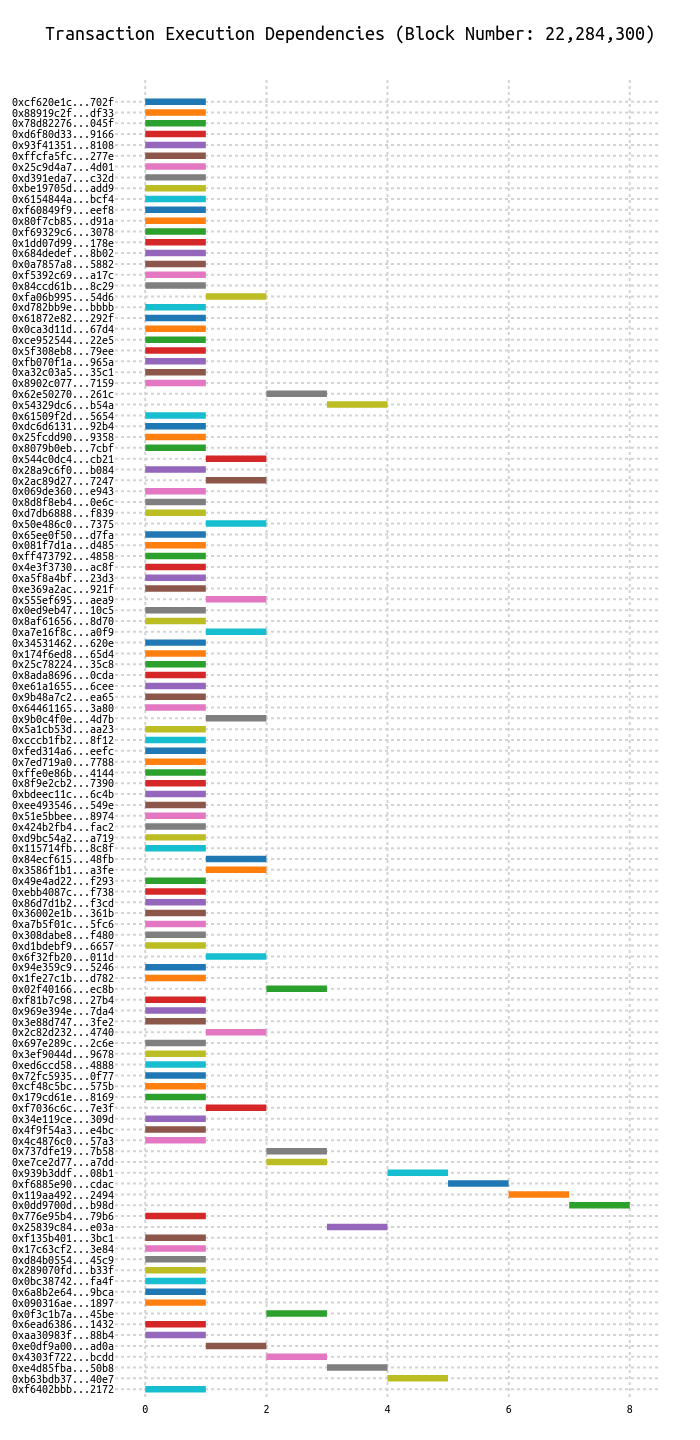 Transaction Execution Dependencies (Block Number: 22,284,300)
0xcf620e1c...702f
0x88919c2f...df33
0x78d82276...045f
0xd6f80d33...9166
0x93f41351...8108
0xffcfa5fc...277e
0x25c9d4a7...4d01
0xd391eda7...c32d
0xbe19705d...add9
0x6154844a...bcf4
0xf60849f9...eef8
0x80f7cb85...d91a
0xf69329c6...3078
0x1dd07d99...178e
0x684dedef...8b02
0x0a7857a8...5882
0xf5392c69...a17c
0x84ccd61b...8c29
0xfa06b995...54d6
0xd782bb9e...bbbb
0x61872e82...292f
0x0ca3d11d...67d4
0xce952544...22e5
0x5f308eb8...79ee
0xfb070f1a...965a
0xa32c03a5...35c1
0x8902c077...7159
0x62e50270...261c
0x54329dc6...b54a
0x61509f2d...5654
0xdc6d6131...92b4
0x25fcdd90...9358
0x8079b0eb...7cbf
0x544c0dc4...cb21
0x28a9c6f0...b084
0x2ac89d27...7247
0x069de360...e943
0x8d8f8eb4...0e6c
0xd7db6888...f839
0x50e486c0...7375
0x65ee0f50...d7fa
0x081f7d1a...d485
0xff473792...4858
0x4e3f3730...ac8f
0xa5f8a4bf...23d3
0xe369a2ac...921f
0x555ef695...aea9
0x0ed9eb47...10c5
0x8af61656...8d70
0xa7e16f8c...a0f9
0x34531462...620e
0x174f6ed8...65d4
0x25c78224...35c8
0x8ada8696...0cda
0xe61a1655...6cee
0x9b48a7c2...ea65
0x64461165...3a80
0x9b0c4f0e...4d7b
0x5a1cb53d...aa23
0xcccb1fb2...8f12
0xfed314a6...eefc
0x7ed719a0...7788
0xffe0e86b...4144
0x8f9e2cb2...7390
0xbdeec11c...6c4b
0xee493546...549e
0x51e5bbee...8974
0x424b2fb4...fac2
0xd9bc54a2...a719
0x115714fb...8c8f
0x84ecf615...48fb
0x3586f1b1...a3fe
0x49e4ad22...f293
0xebb4087c...f738
0x86d7d1b2...f3cd
0x36002e1b...361b
0xa7b5f01c...5fc6
0x308dabe8...f480
0xd1bdebf9...6657
0x6f32fb20...011d
0x94e359c9...5246
0x1fe27c1b...d782
0x02f40166...ec8b
0xf81b7c98...27b4
0x969e394e...7da4
0x3e88d747...3fe2
0x2c82d232...4740
0x697e289c...2c6e
0x3ef9044d...9678
0xed6ccd58...4888
0x72fc5935...0f77
0xcf48c5bc...575b
0x179cd61e...8169
0xf7036c6c...7e3f
0x34e119ce...309d
0x4f9f54a3...e4bc
0x4c4876c0...57a3
0x737dfe19...7b58
0xe7ce2d77...a7dd
0x939b3ddf...08b1
0xf6885e90...cdac
0x119aa492...2494
0x0dd9700d...b98d
0x776e95b4...79b6
0x25839c84...e03a
0xf135b401...3bc1
0x17c63cf2...3e84
0xd84b0554...45c9
0x289070fd...b33f
0x0bc38742...fa4f
0x6a8b2e64...9bca
0x090316ae...1897
0x0f3c1b7a...45be
0x6ead6386...1432
0xaa30983f...88b4
0xe0df9a00...ad0a
0x4303f722...bcdd
0xe4d85fba...50b8
0xb63bdb37...40e7
0xf6402bbb...2172
0 2 4 6 8